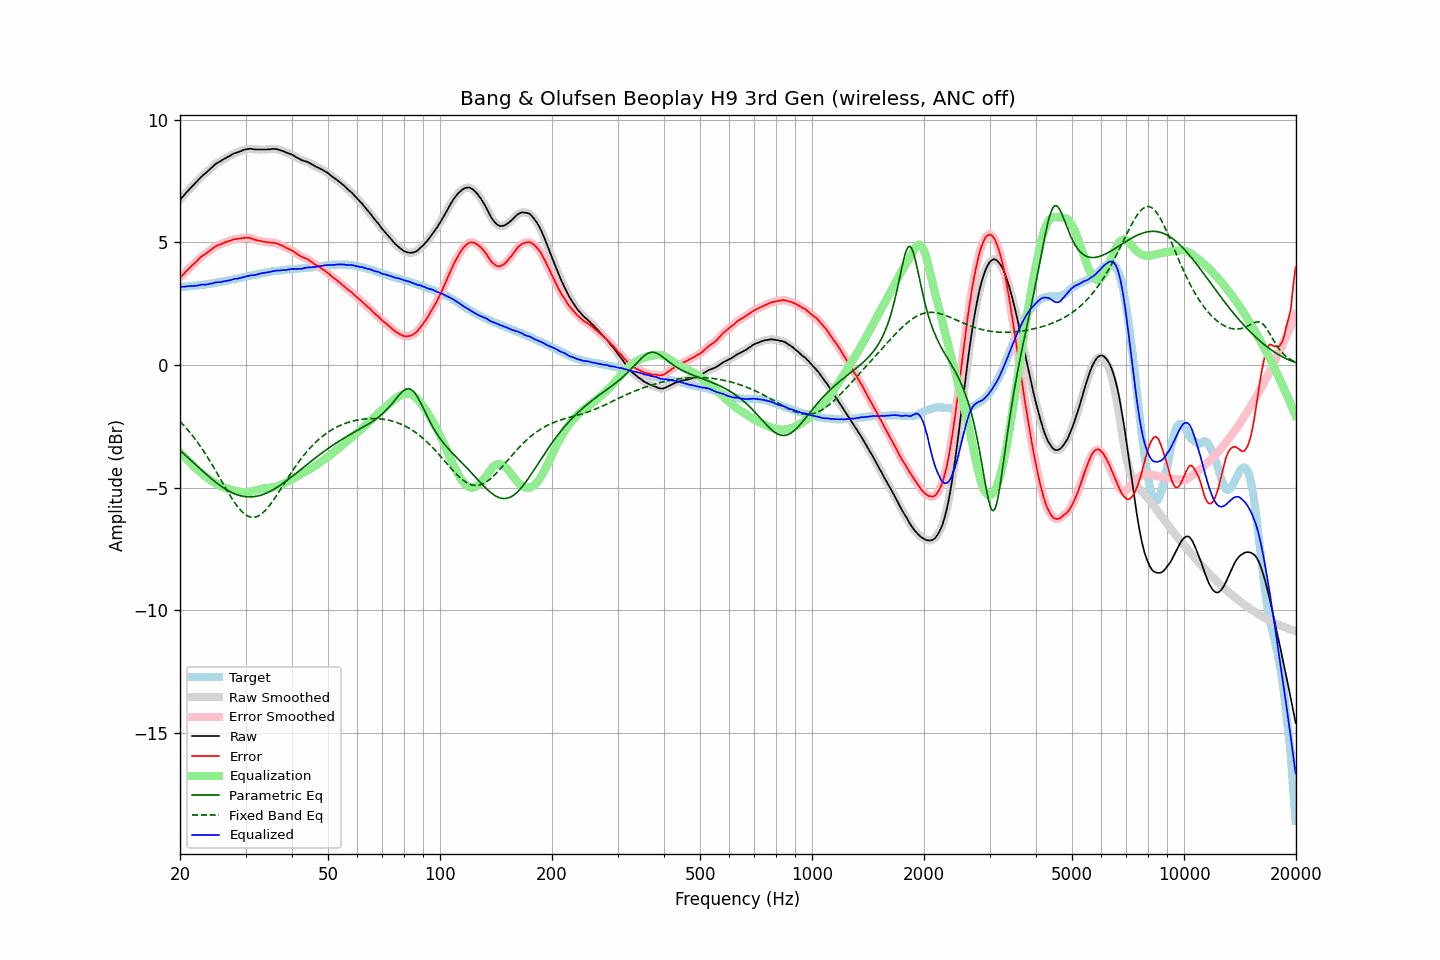 Bang & Olufsen Beoplay H9 3rd Gen (wireless, ANC off)
10
5
0
−5
−10
−15
Amplitude (dBr)
Target
Raw Smoothed
Error Smoothed
Raw
Error
Equalization
Parametric Eq
Fixed Band Eq
Equalized
20 50 100 200 500 1000 2000 5000 10000 20000
Frequency (Hz)